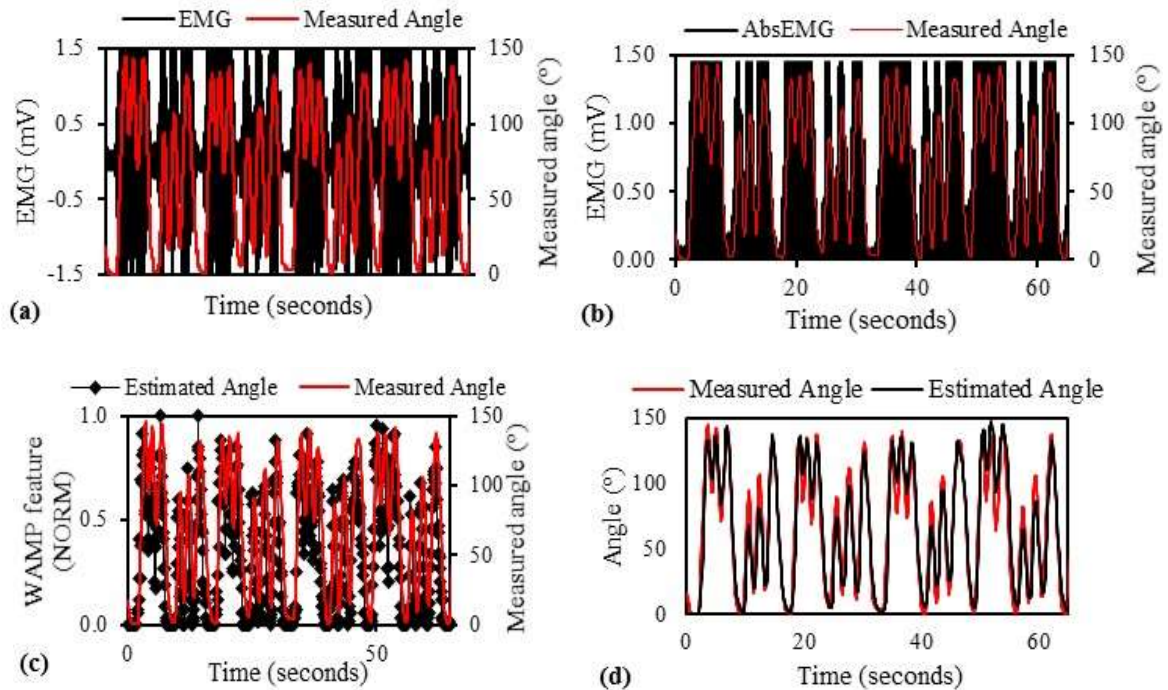 EMG Measured Angle
1.5
0.5
-0.5
-1.5
EMG (mV)
150
100
50
0
Measured angle (°)
Time (seconds)
(a)
AbsEMG Measured Angle
1.50
1.00
0.50
0.00
EMG (mV)
150
100
50
0
Measured angle (°)
0 20 40 60
Time (seconds)
(b)
Estimated Angle Measured Angle
1.0
0.5
0.0
WAMP feature
(NORM)
150
100
50
0
Measured angle (°)
0 50
Time (seconds)
(c)
Measured Angle Estimated Angle
150
100
50
0
Angle (°)
0 20 40 60
Time (seconds)
(d)